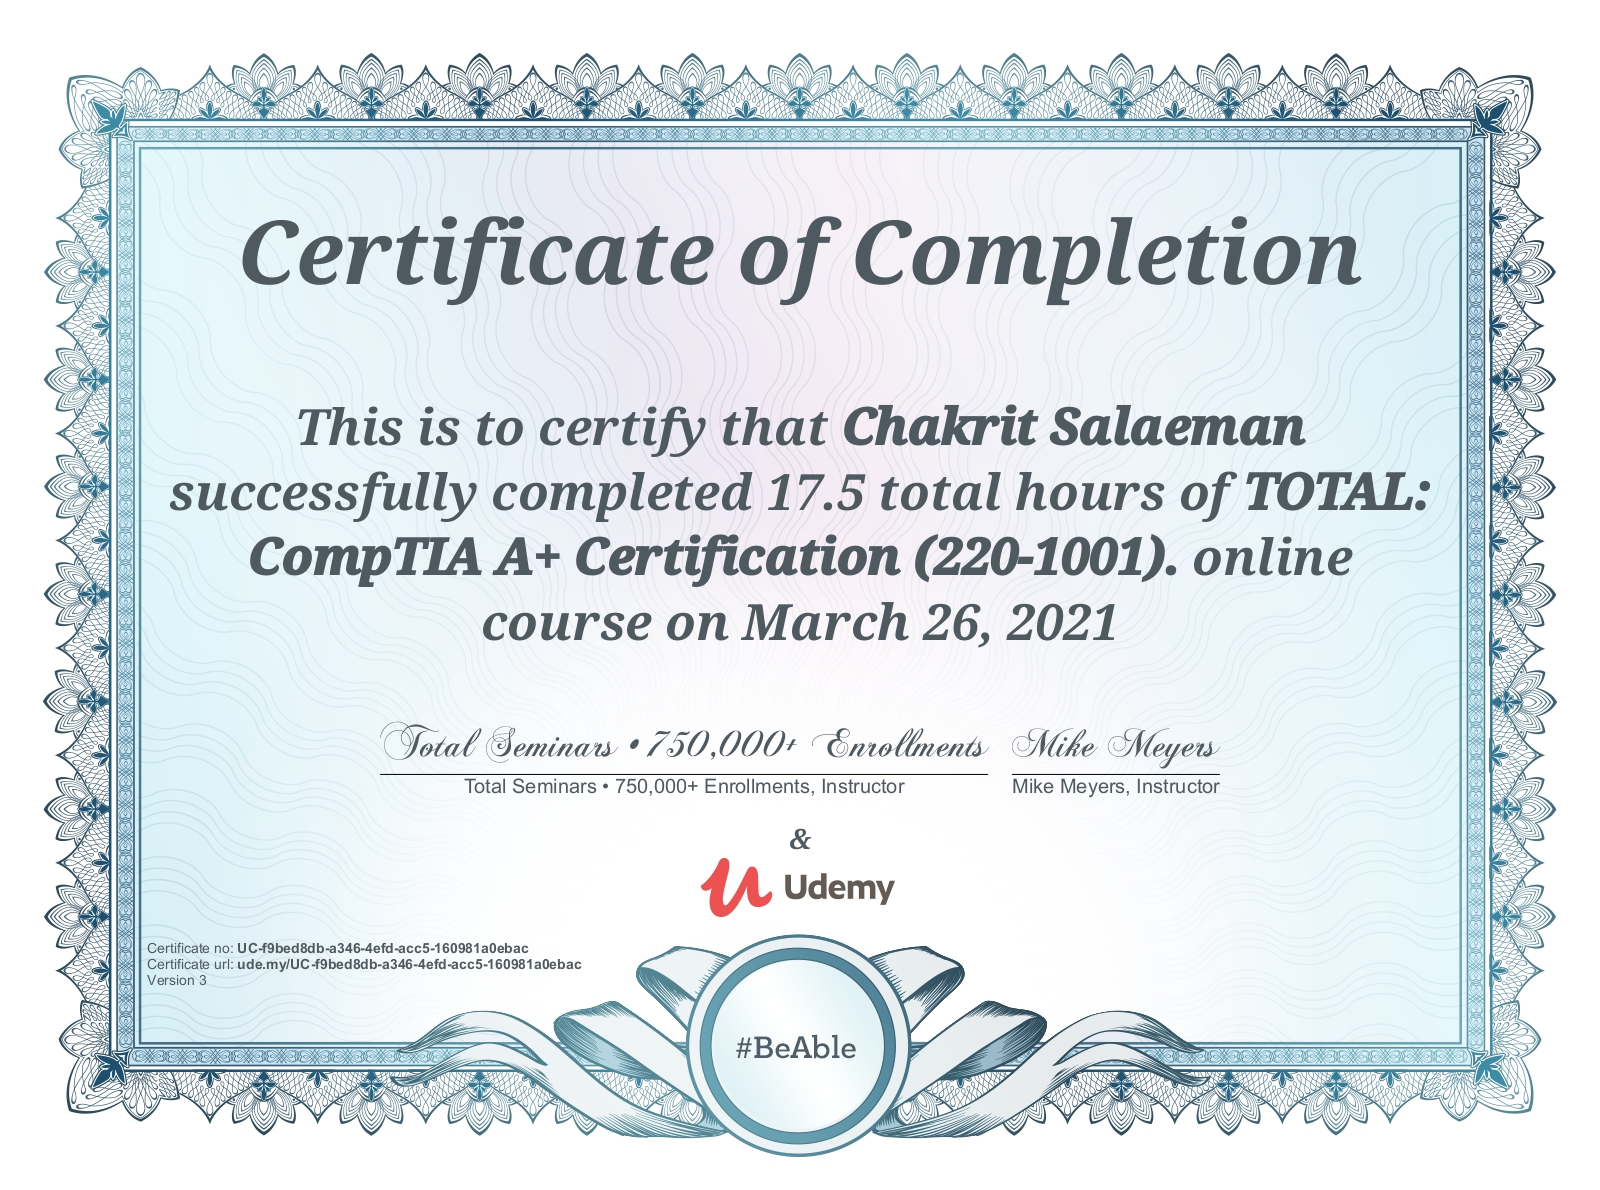 Certificate of Completion
This is to certify that Chakrit Salaeman
successfully completed 17.5 total hours of TOTAL:
CompTIA A+ Certification (220-1001). online
course on March 26, 2021
Total Seminars • 750,000+ Enrollments Mike Meyers
Total Seminars • 750,000+ Enrollments, Instructor Mike Meyers, Instructor
&
Udemy
Certificate no: UC-f9bed8db-a346-4efd-acc5-160981a0ebac
Certificate url: ude.my/UC-f9bed8db-a346-4efd-acc5-160981a0ebac
Version 3
#BeAble